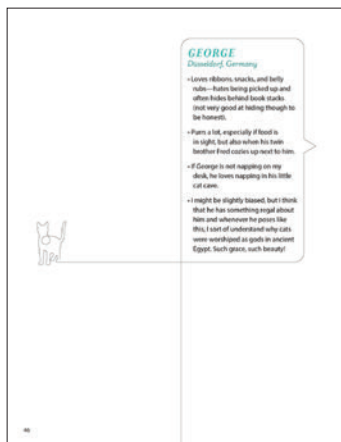 GEORGE
Düsseldorf, Germany
• Loves ribbons, snacks, and belly
rubs—hates being picked up and
often hides behind book stacks
(not very good at hiding though to
be honest).
• Purrs a lot, especially if food is
in sight, but also when his twin
brother Fred cozies up next to him.
• If George is not napping on my
desk, he loves napping in his little
cat cave.
• I might be slightly biased, but I think
that he has something regal about
him and whenever he poses like
this, I sort of understand why cats
were worshiped as gods in ancient
Egypt. Such grace, such beauty!